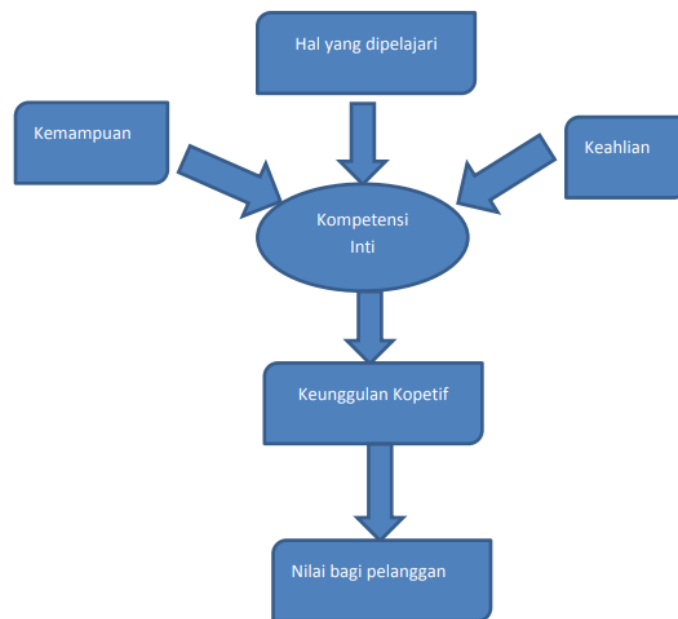 Hal yang dipelajari
Kemampuan
Keahlian
Kompetensi
Inti
Keunggulan Kopetif
Nilai bagi pelanggan